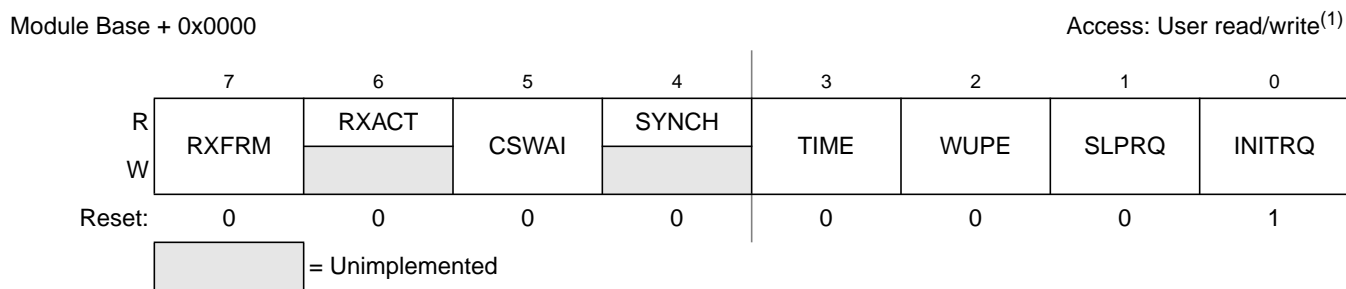 Module Base + 0x0000 Access: User read/write(1)
7 6 5 4 3 2 1 0
R RXFRM RXACT CSWAI SYNCH TIME WUPE SLPRQ INITRQ
W
Reset: 0 0 0 0 0 0 0 1
= Unimplemented